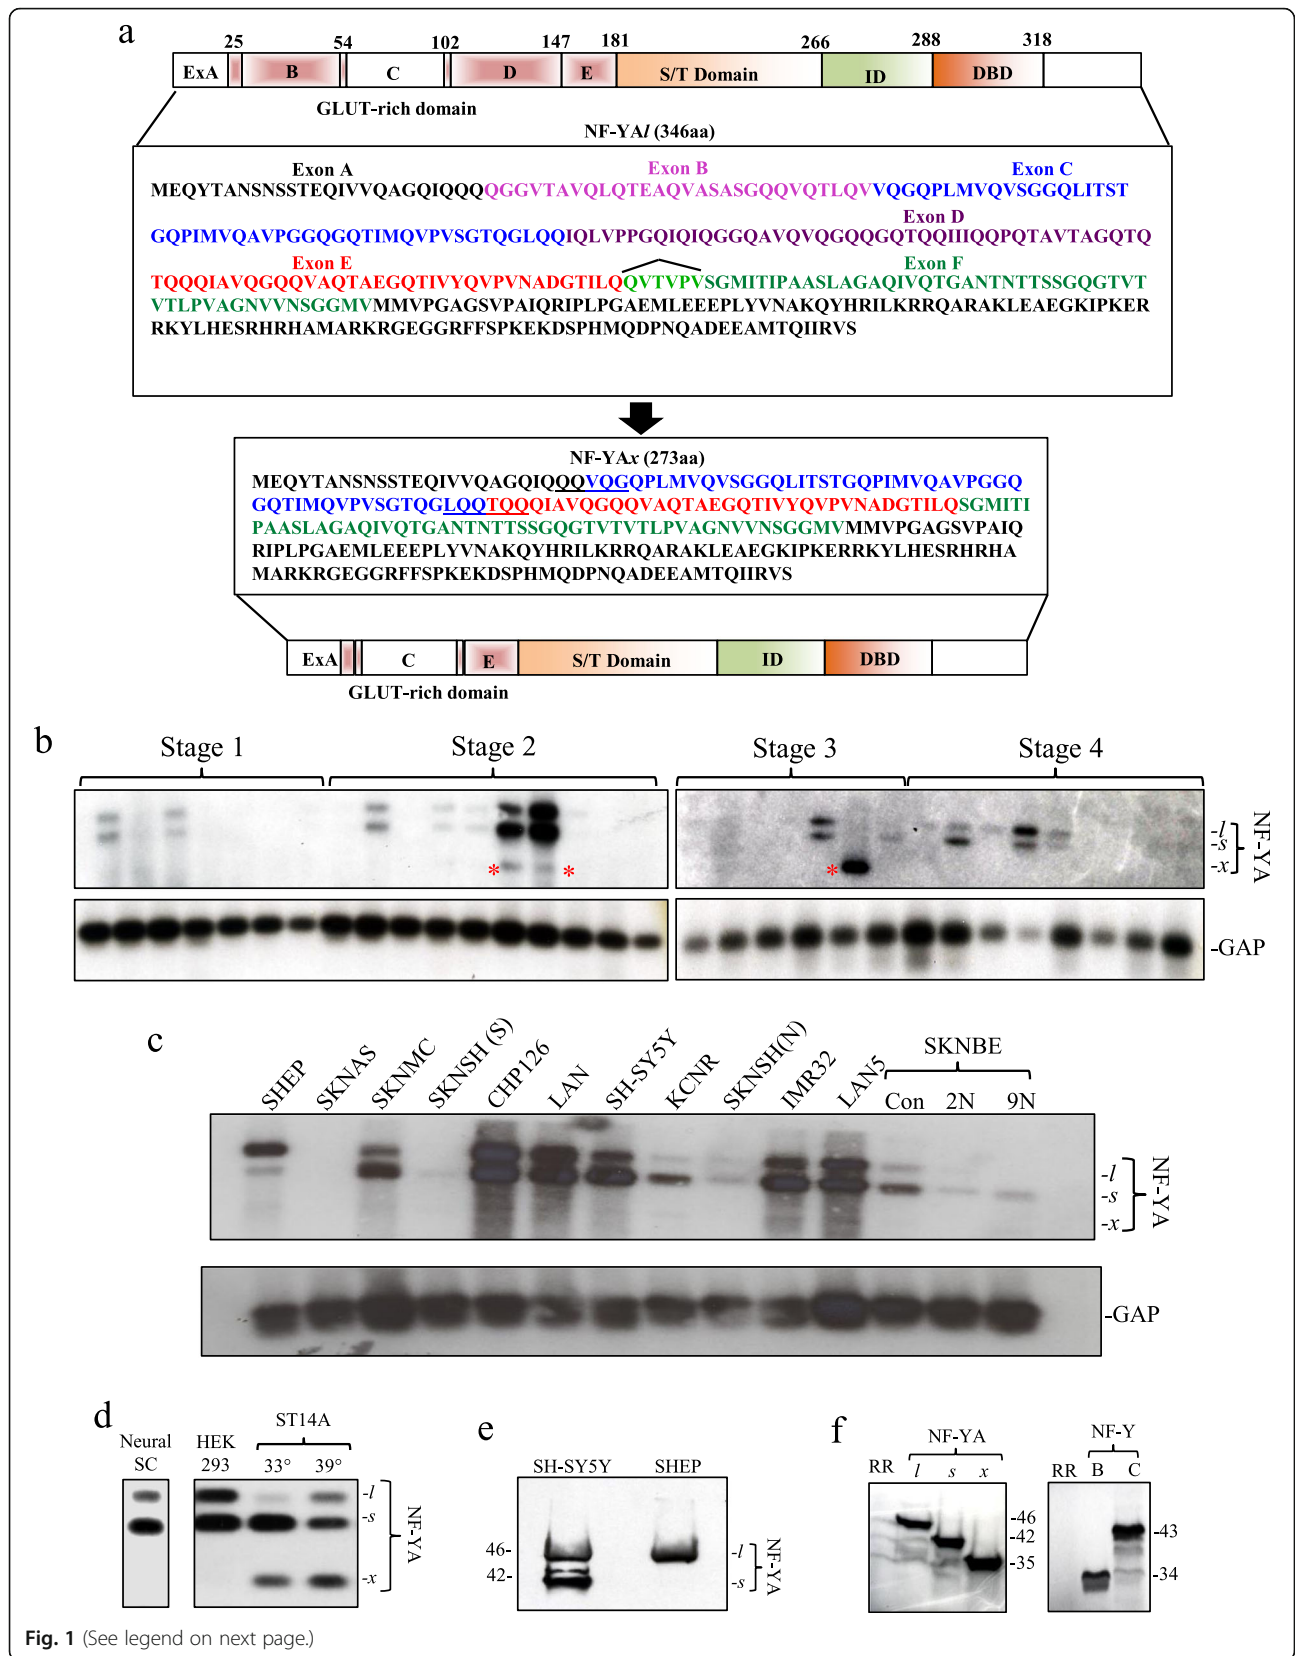 a
25 54 102 147 181 266 288 318
ExA B C D E S/T Domain ID DBD
GLUT-rich domain
NF-YAl (346aa)
Exon A Exon B Exon C
MEQYTANSNSSTEQIVVQAGQIQQQQGGVTAVQLQTEAQVASASGQQVQTLQVVQGQPLMVQVSGGQLITST
Exon D
GQPIMVQAVPGGQGQTIMQVPVSGTQGLQQIQLVPPGQIQIQGGQAVQVQGQQGQTQQIIIQQPQTAVTAGQTQ
Exon E Exon F
TQQQIAVQGQQVAQTAEGQTIVYQPVNADGTILQQVTVPVSGMITIPAASLAGAQIVQTGANTNTTSSGQGTVT
VTLPVAGNVVNSGGMVMMVPGAGSVPAIQRIPLPGAEMLEEEPLYVNAKQYHRILKRRQARAKLEAEGKIPKER
RKYLHESRHRHAMARKRGEGGRFFSPKEKDSPHMQDPNQADEEAMTQIIRVS
NF-YAx (273aa)
MEQYTANSNSSTEQIVVQAGQIQQQVQGQPLMVQVSGGQLITSTGQPIMVQAVPGGQ
GQTIMQVPVSGTQGLQQTQQQIAVQGQQVAQTAEGQTIVYQPVNADGTILQSGMITI
PAASLAGAQIVQTGANTNTTSSGQGTVTVTLPVAGNVVNSGGMVMMVPGAGSVPAIQ
RIPLPGAEMLEEEPLYVNAKQYHRILKRRQARAKLEAEGKIPKERRKYLHESRHRHA
MARKRGEGGRFFSPKEKDSPHMQDPNQADEEAMTQIIRVS
ExA C E S/T Domain ID DBD
GLUT-rich domain
b
Stage 1 Stage 2 Stage 3 Stage 4
* * *
-l
-s
-x
NF-YA
-GAP
c
SHEP SKNAS SKNMC SKNSH (S) CHP126 LAN SH-SY5Y KCNR SKNSH(N) IMR32 LAN5
SKNBE
Con 2N 9N
-l
-s
-x
NF-YA
-GAP
d
Neural SC
HEK 293
ST14A
33° 39°
-l
-s
-x
NF-YA
e
SH-SY5Y SHEP
46-
42-
-l
-s
NF-YA
f
NF-YA
RR l s x
-46
-42
-35
NF-Y
RR B C
-43
-34
Fig. 1 (See legend on next page.)